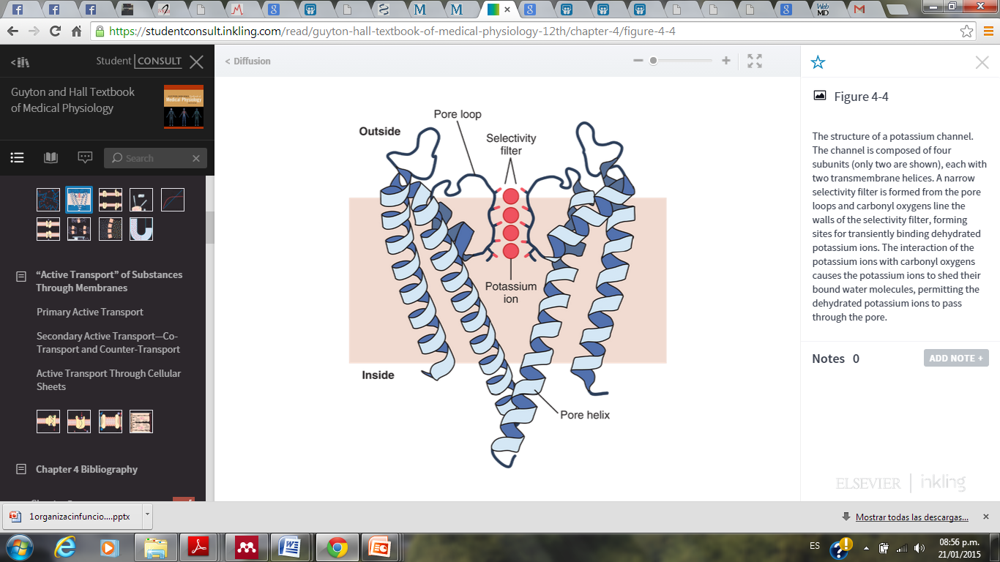 https://studentconsult.inkling.com/read/guyton-hall-textbook-of-medical-physiology-12th/chapter-4/figure-4-4
Web
MD
Student CONSULT
Guyton and Hall Textbook
of Medical Physiology
Search
“Active Transport” of Substances
Through Membranes
Primary Active Transport
Secondary Active Transport—Co-
Transport and Counter-Transport
Active Transport Through Cellular
Sheets
Chapter 4 Bibliography
< Diffusion
Pore loop
Outside
Selectivity
filter
Potassium
ion
Inside
Pore helix
Figure 4-4
The structure of a potassium channel.
The channel is composed of four
subunits (only two are shown), each with
two transmembrane helices. A narrow
selectivity filter is formed from the pore
loops and carbonyl oxygens line the
walls of the selectivity filter, forming
sites for transiently binding dehydrated
potassium ions. The interaction of the
potassium ions with carbonyl oxygens
causes the potassium ions to shed their
bound water molecules, permitting the
dehydrated potassium ions to pass
through the pore.
Notes 0
ADD NOTE +
ELSEVIER | inkling
1organizacinfuncio....pptx
Mostrar todas las descargas...
ES
08:56 p.m.
21/01/2015